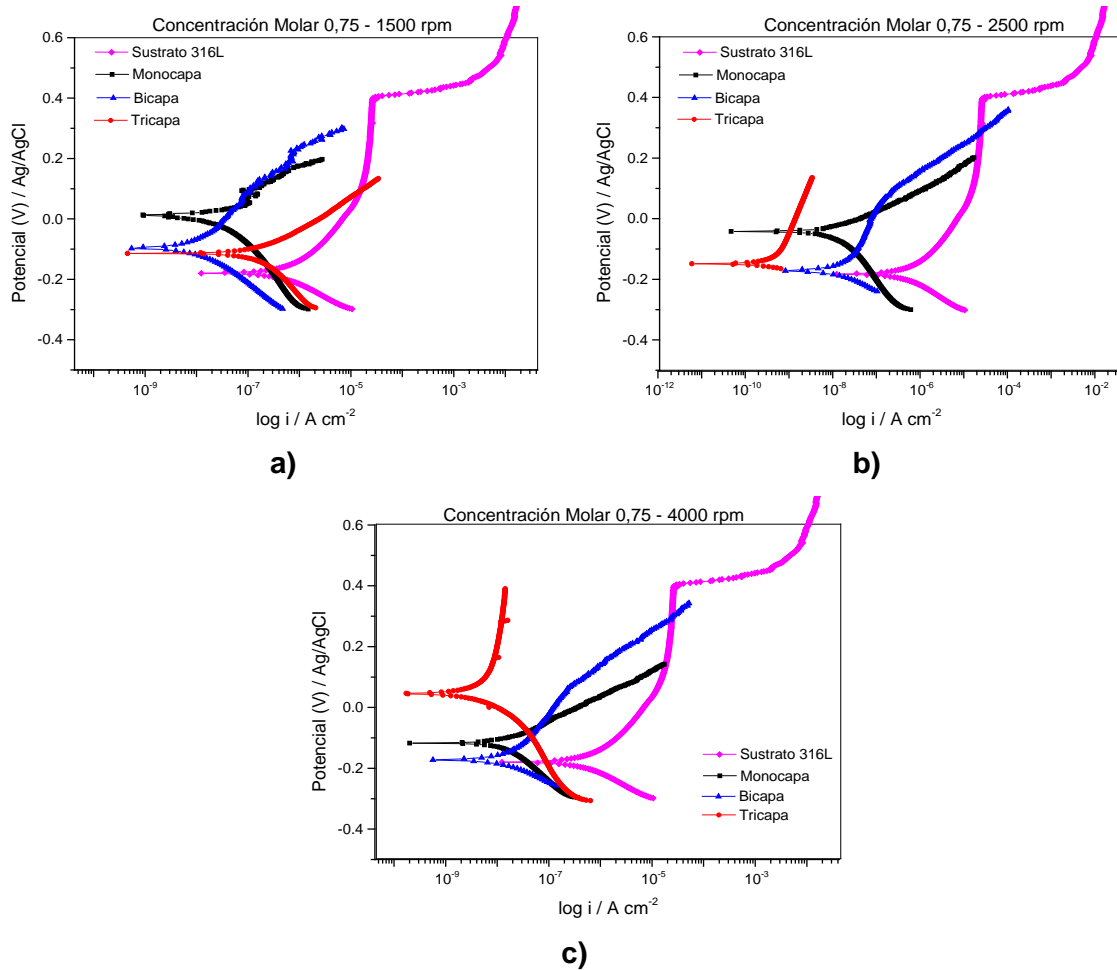 Concentración Molar 0,75 - 1500 rpm
Sustrato 316L
Monocapa
Bicapa
Tricapa
Potencial (V) / Ag/AgCl
0.6
0.4
0.2
0.0
-0.2
-0.4
10-9
10-7
10-5
10-3
log i / A cm-2
a)
Concentración Molar 0,75 - 2500 rpm
Sustrato 316L
Monocapa
Bicapa
Tricapa
Potencial (V) / Ag/AgCl
0.6
0.4
0.2
0.0
-0.2
-0.4
10-12
10-10
10-8
10-6
10-4
10-2
log i / A cm-2
b)
Concentración Molar 0,75 - 4000 rpm
Potencial (V) / Ag/AgCl
0.6
0.4
0.2
0.0
-0.2
-0.4
Sustrato 316L
Monocapa
Bicapa
Tricapa
10-9
10-7
10-5
10-3
log i / A cm-2
c)